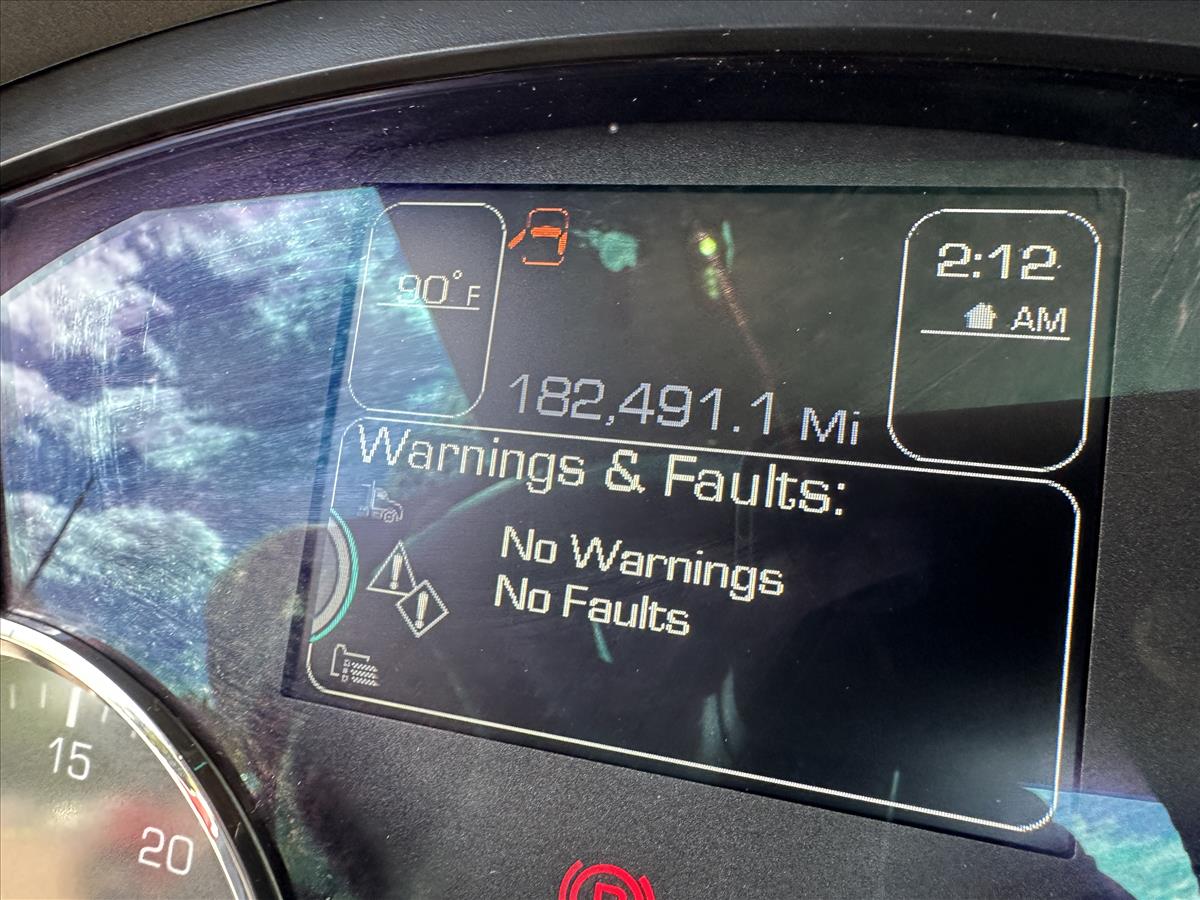 90°F
2:12
AM
182,491.1 Mi
Warnings & Faults:
No Warnings
No Faults
15
20
P